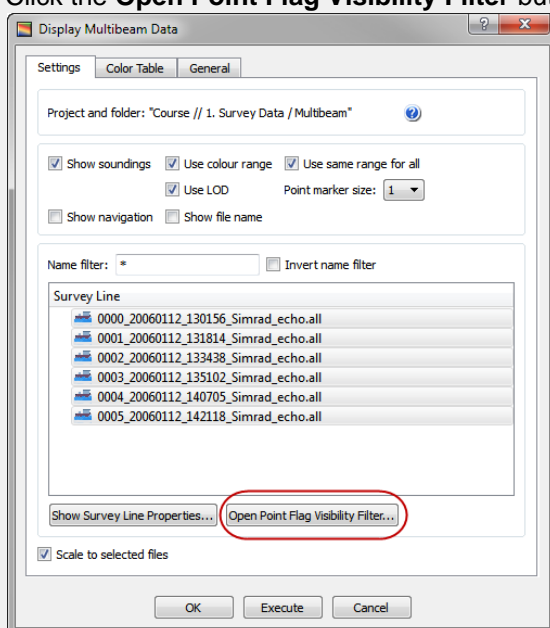 Click the Open Point Flag Visibility Filter but
Display Multibeam Data
Settings Color Table General
Project and folder: "Course // 1. Survey Data / Multibeam"
Show soundings Use colour range Use same range for all
Use LOD Point marker size: 1
Show navigation Show file name
Name filter: * Invert name filter
Survey Line
0000_20060112_130156_Simrad_echo.all
0001_20060112_131814_Simrad_echo.all
0002_20060112_133438_Simrad_echo.all
0003_20060112_135102_Simrad_echo.all
0004_20060112_140705_Simrad_echo.all
0005_20060112_142118_Simrad_echo.all
Show Survey Line Properties... Open Point Flag Visibility Filter...
Scale to selected files
OK Execute Cancel